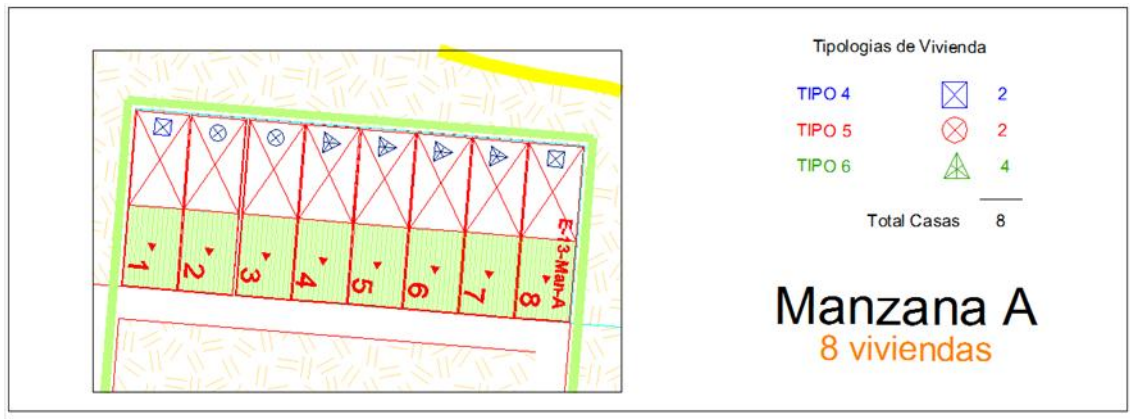 Tipologias de Vivienda
TIPO 4 2
TIPO 5 2
TIPO 6 4
Total Casas 8
Manzana A
8 viviendas
1 2 3 4 5 6 7 8
E-13-Man-A